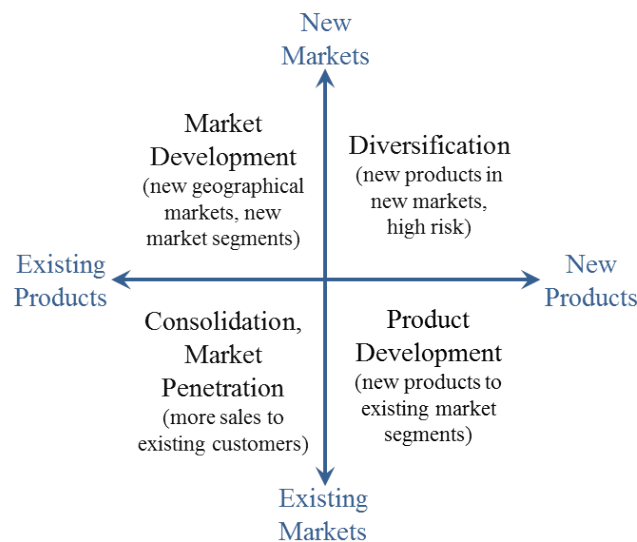 New
Markets
Market
Development
(new geographical
markets, new
market segments)
Diversification
(new products in
new markets,
high risk)
Existing
Products
New
Products
Consolidation,
Market
Penetration
(more sales to
existing customers)
Product
Development
(new products to
existing market
segments)
Existing
Markets